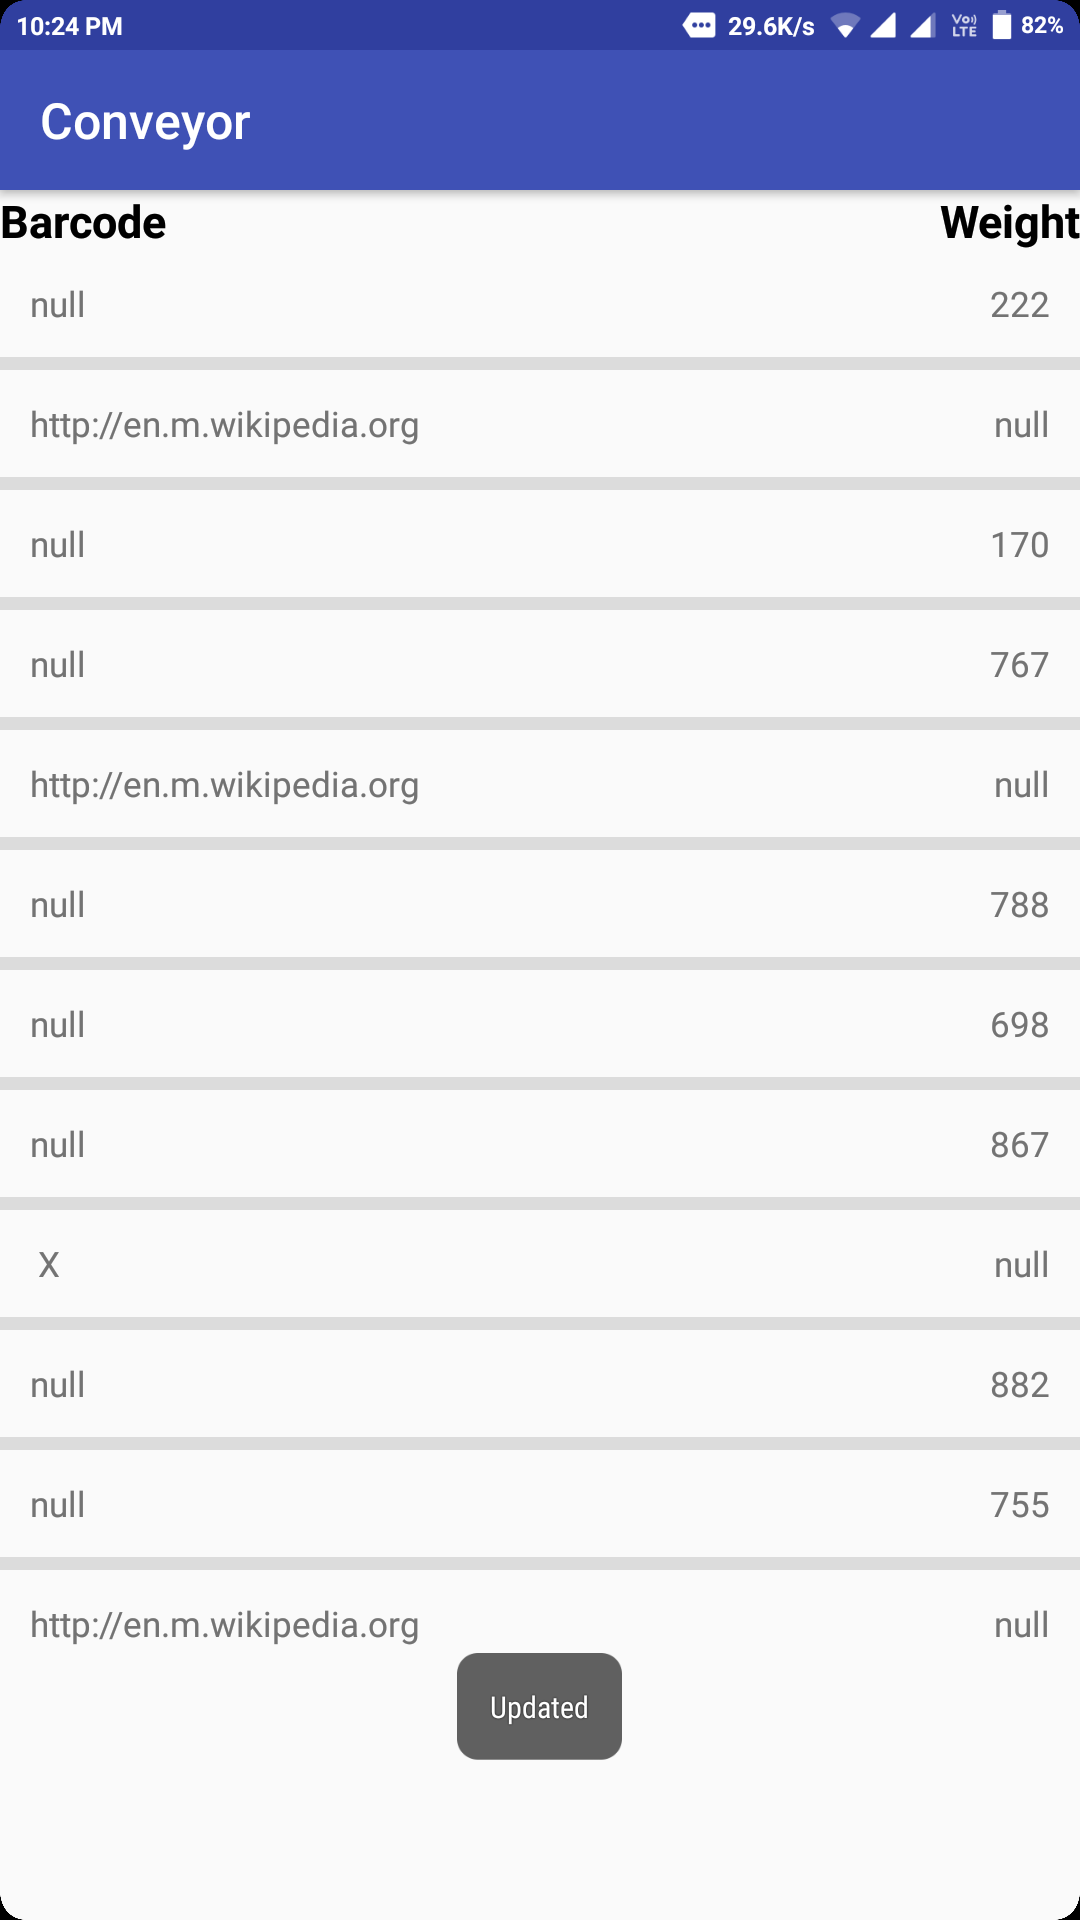 10:24 PM 29.6K/s Vo) LTE 82%
Conveyor
Barcode Weight
null 222
http://en.m.wikipedia.org null
null 170
null 767
http://en.m.wikipedia.org null
null 788
null 698
null 867
X null
null 882
null 755
http://en.m.wikipedia.org null
Updated